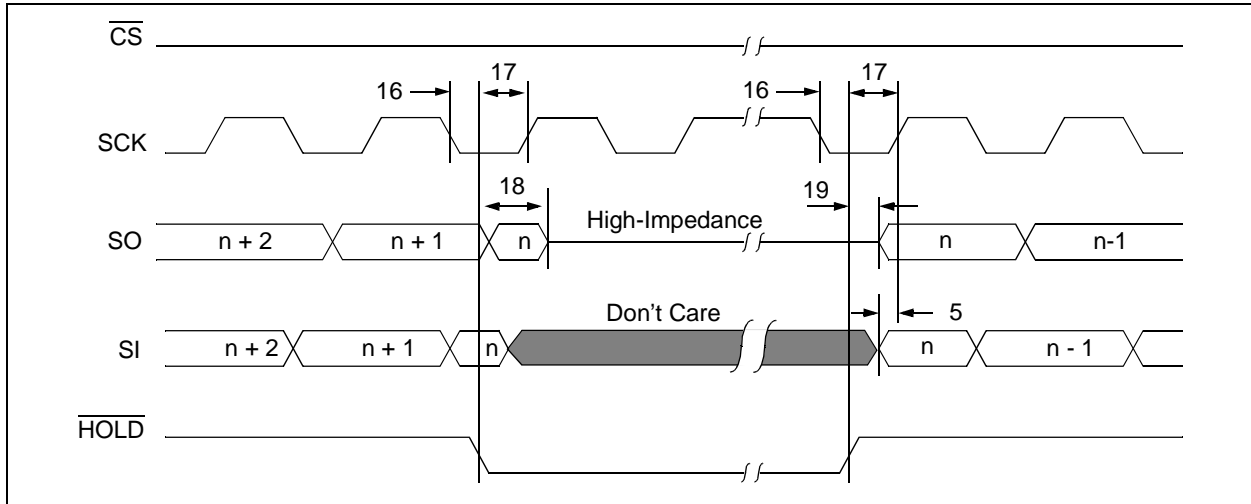 CS
17
17
16
16
SCK
18
19
High-Impedance
SO
n + 2
n + 1
n
n
n-1
Don't Care
5
SI
n + 2
n + 1
n
n
n - 1
HOLD